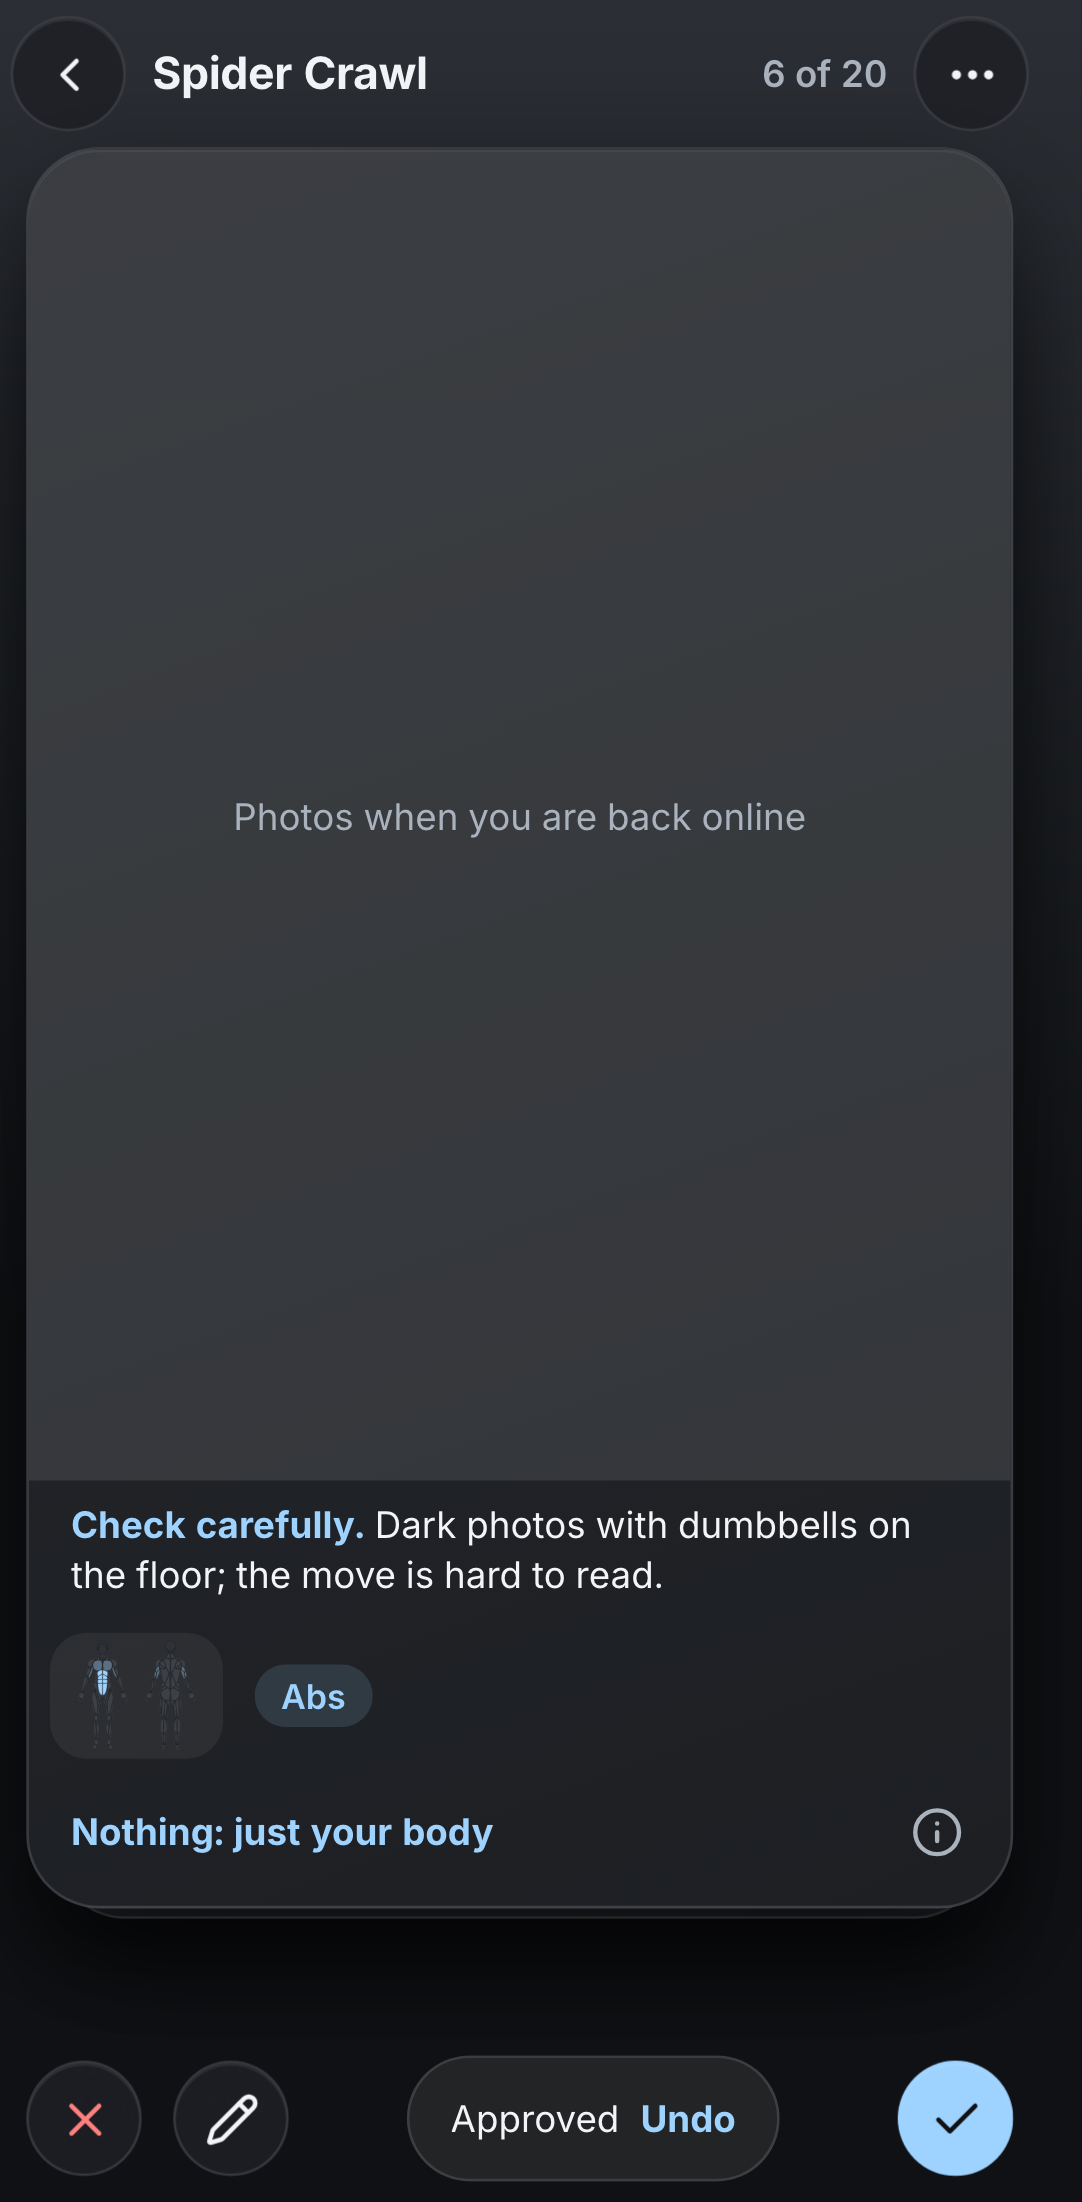 Spider Crawl
6 of 20
Photos when you are back online
Check carefully. Dark photos with dumbbells on
the floor; the move is hard to read.
Abs
Nothing: just your body
Approved Undo